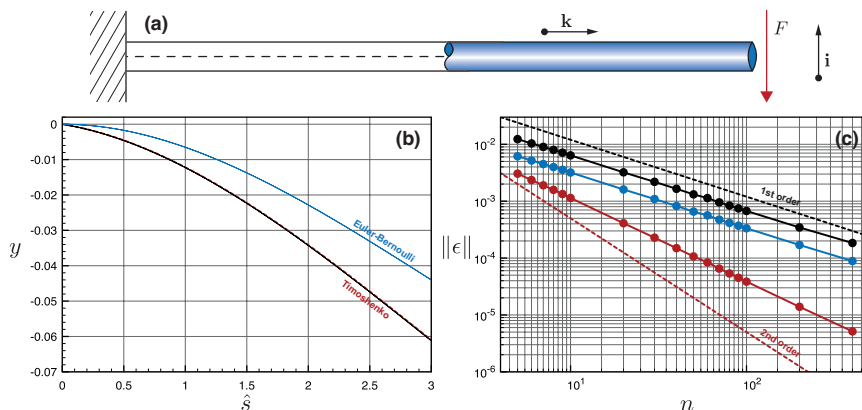 (a)
k
F
i
(b)
0
-0.01
-0.02
-0.03
-0.04
-0.05
-0.06
-0.07
y
Euler-Bernoulli
Timoshenko
0
0.5
1
1.5
2
2.5
3
ŝ
(c)
10⁻²
10⁻³
10⁻⁴
10⁻⁵
10⁻⁶
‖ϵ‖
1st order
2nd order
10¹
10²
n